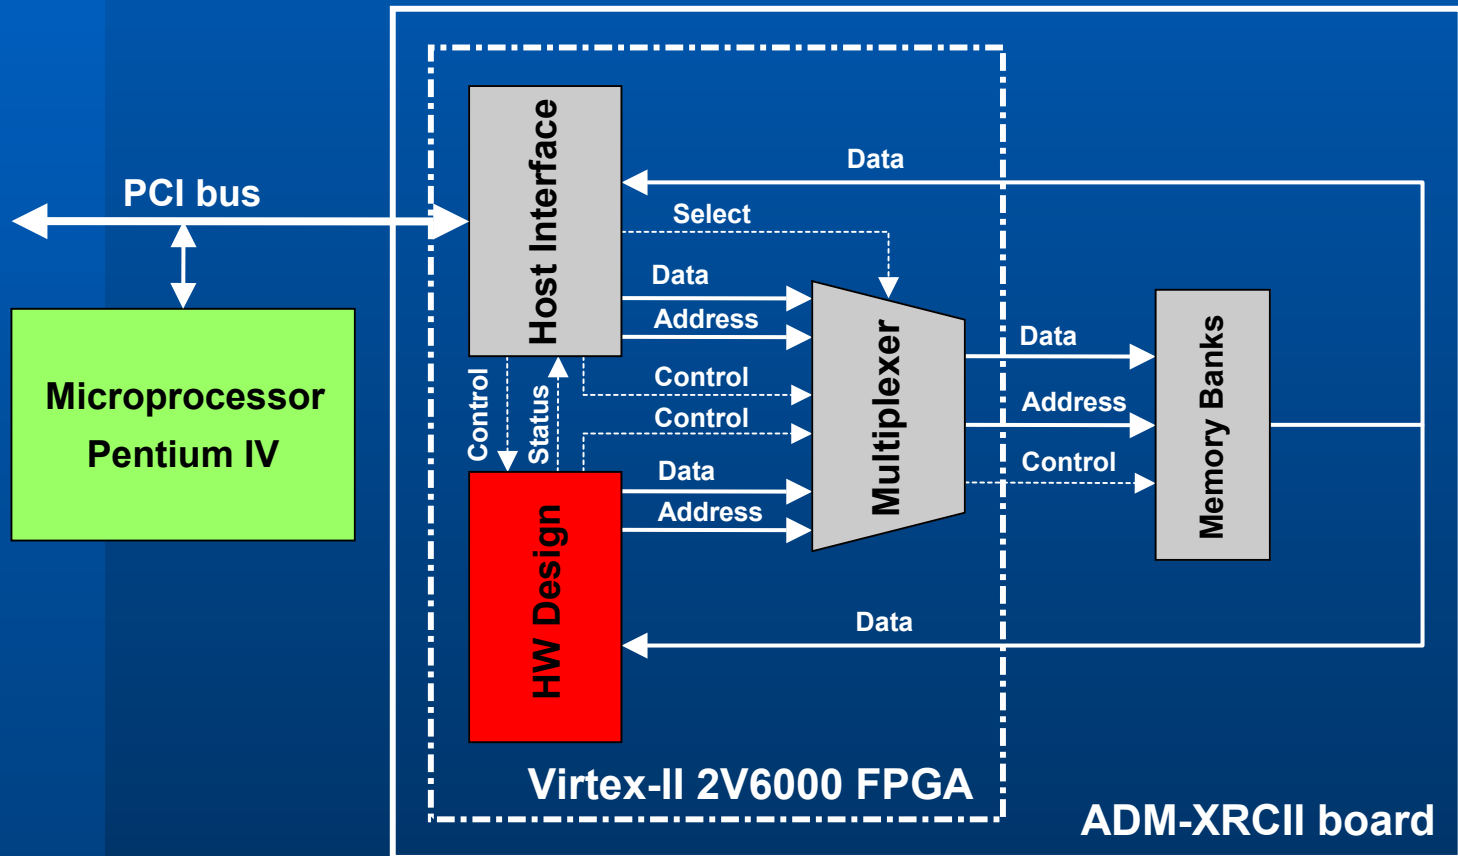 PCI bus
Microprocessor
Pentium IV
Host Interface
Data
Select
Data
Address
Control
Control
Control
Status
Data
Address
HW Design
Multiplexer
Data
Address
Control
Memory Banks
Data
Virtex-II 2V6000 FPGA
ADM-XRCII board